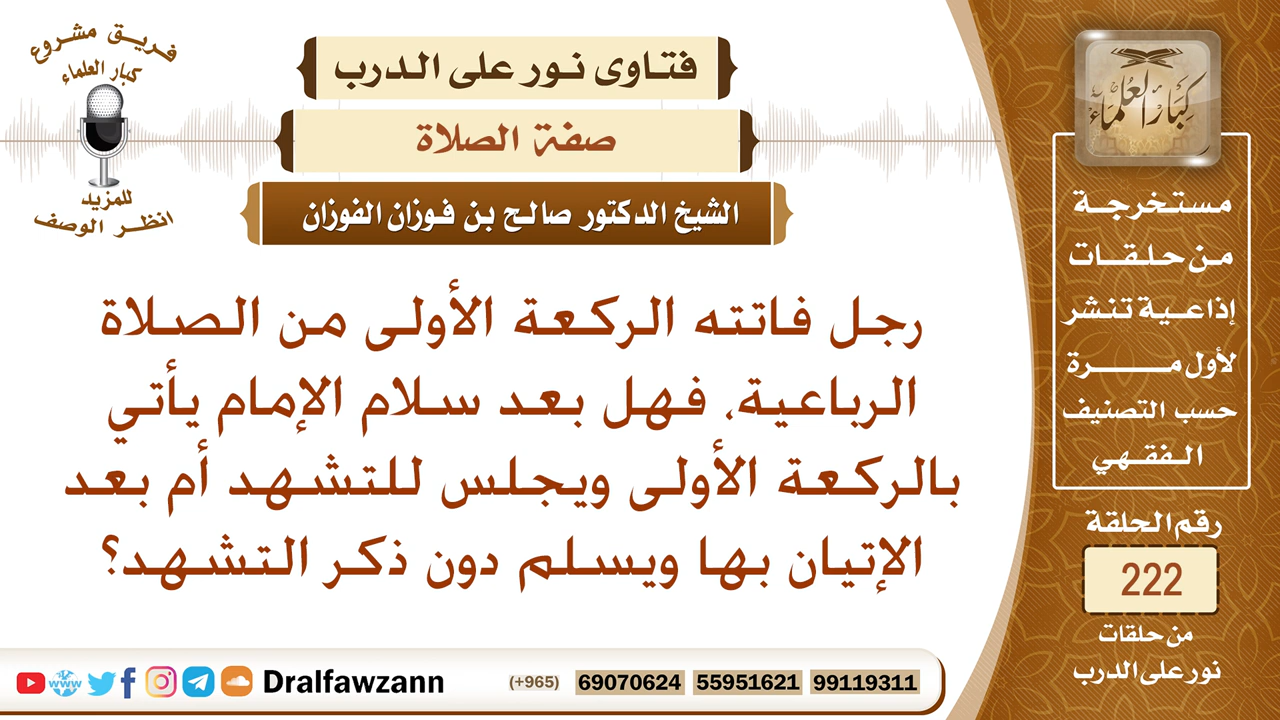 فريق مشروع
كبار العلماء
للمزيد
انظر الوصف
فتاوى نور على الدرب
صفة الصلاة
الشيخ الدكتور صالح بن فوزان الفوزان
رجل فاتته الركعة الأولى من الصلاة
الرباعية، فهل بعد سلام الإمام يأتي
بالركعة الأولى ويجلس للتشهد أم بعد
الإتيان بها ويسلم دون ذكر التشهد؟
كبار العلماء
مستخرجة
من حلقات
إذاعية تنشر
لأول مرة
حسب التصنيف
الفقهي
رقم الحلقة
222
من حلقات
نور على الدرب
www
Dralfawzann (+965) 69070624 55951621 99119311